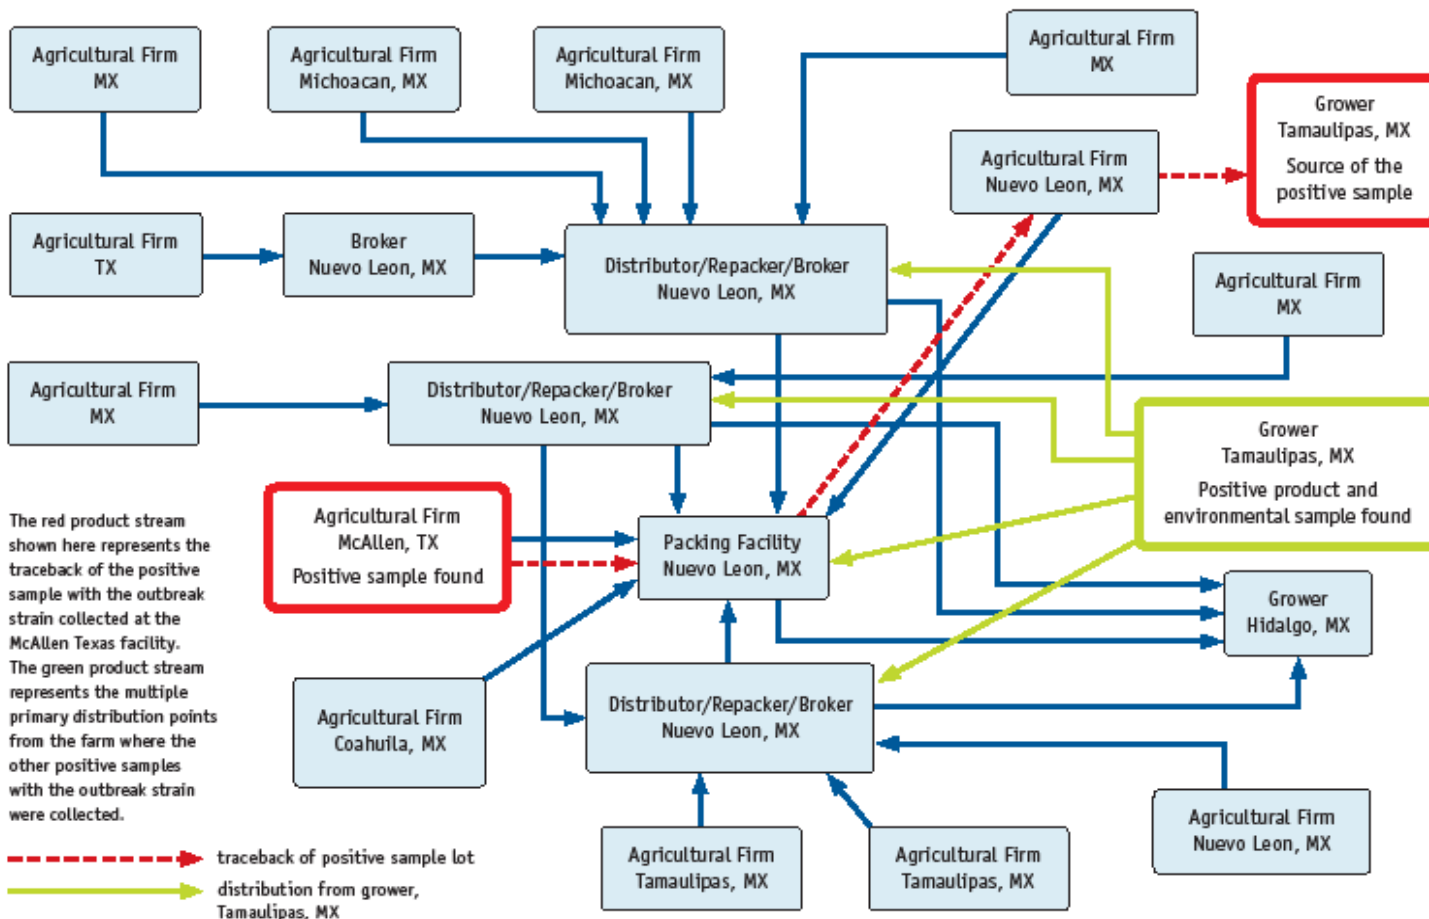 Agricultural Firm
MX
Agricultural Firm
Michoacan, MX
Agricultural Firm
Michoacan, MX
Agricultural Firm
MX
Grower
Tamaulipas, MX
Source of the
positive sample
Agricultural Firm
Nuevo Leon, MX
Agricultural Firm
TX
Broker
Nuevo Leon, MX
Distributor/Repacker/Broker
Nuevo Leon, MX
Agricultural Firm
MX
Agricultural Firm
MX
Distributor/Repacker/Broker
Nuevo Leon, MX
Grower
Tamaulipas, MX
Positive product and
environmental sample found
The red product stream
shown here represents the
traceback of the positive
sample with the outbreak
strain collected at the
McAllen Texas facility.
The green product stream
represents the multiple
primary distribution points
from the farm where the
other positive samples
with the outbreak strain
were collected.
Agricultural Firm
McAllen, TX
Positive sample found
Packing Facility
Nuevo Leon, MX
Grower
Hidalgo, MX
Agricultural Firm
Coahuila, MX
Distributor/Repacker/Broker
Nuevo Leon, MX
Agricultural Firm
Nuevo Leon, MX
Agricultural Firm
Tamaulipas, MX
Agricultural Firm
Tamaulipas, MX
traceback of positive sample lot
distribution from grower,
Tamaulipas, MX